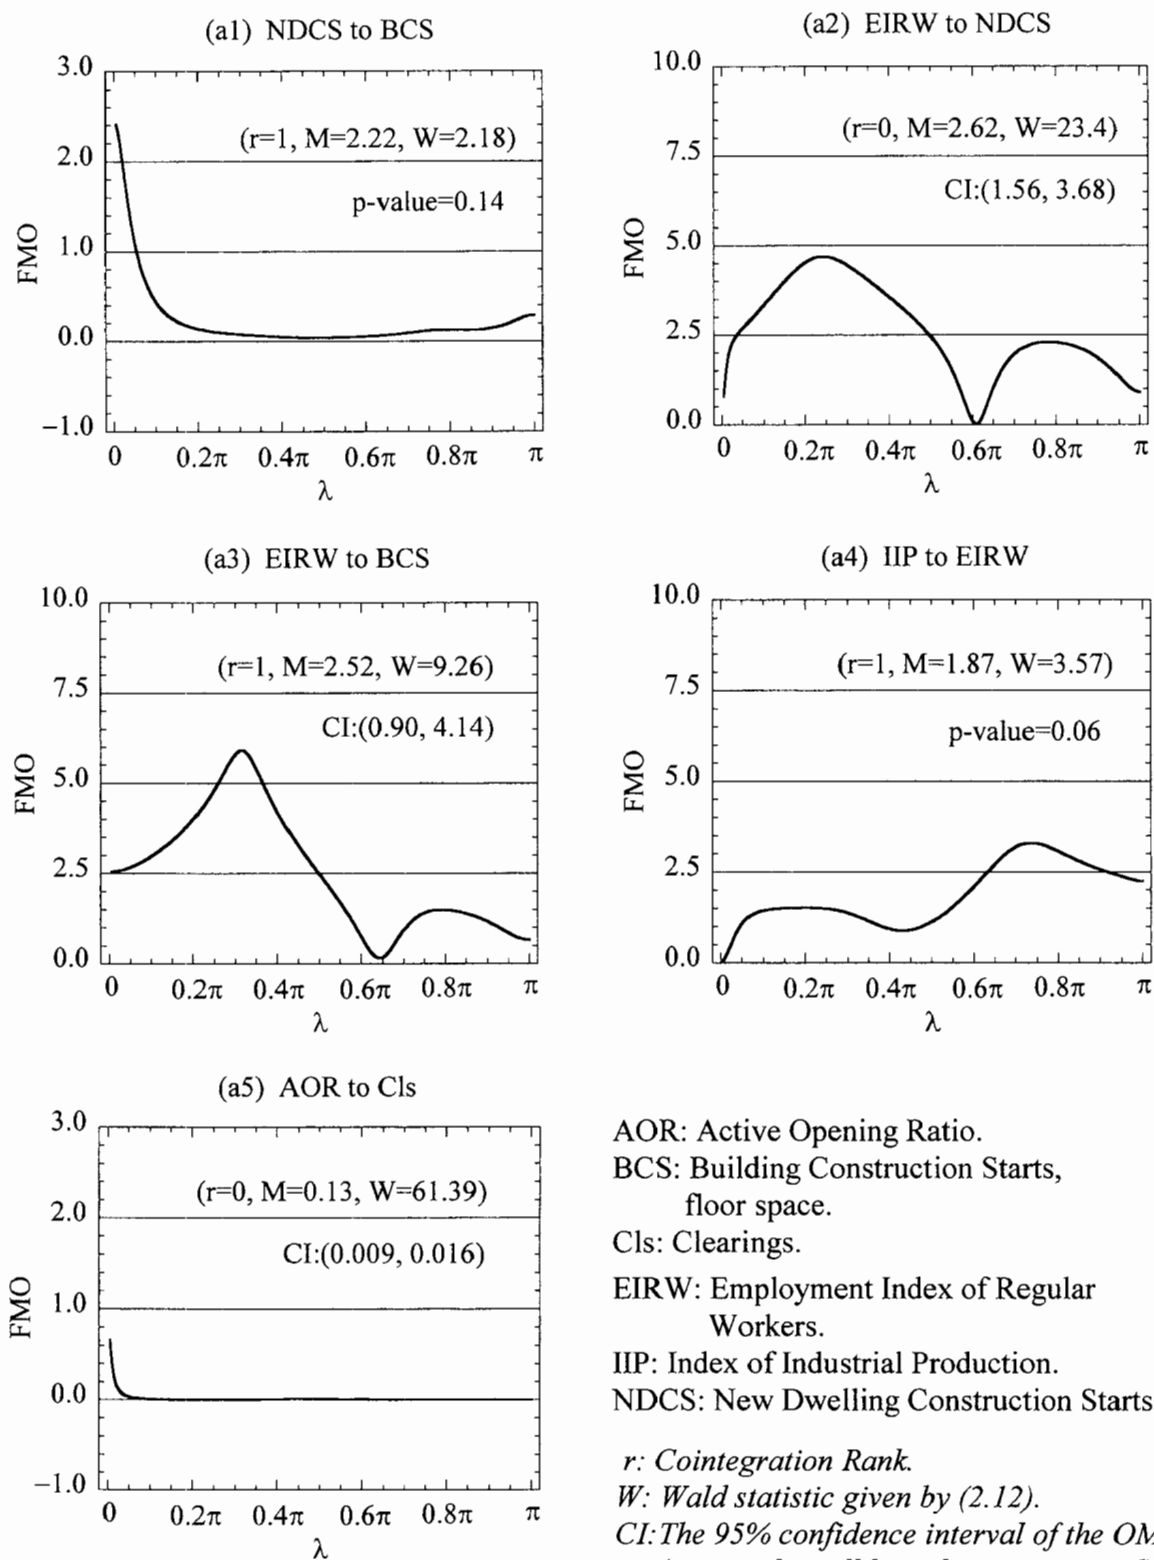 (a1) NDCS to BCS
3.0
2.0
1.0
0.0
−1.0
FMO
(r=1, M=2.22, W=2.18)
p-value=0.14
0 0.2π 0.4π 0.6π 0.8π π
λ
(a2) EIRW to NDCS
10.0
7.5
5.0
2.5
0.0
FMO
(r=0, M=2.62, W=23.4)
CI:(1.56, 3.68)
0 0.2π 0.4π 0.6π 0.8π π
λ
(a3) EIRW to BCS
10.0
7.5
5.0
2.5
0.0
FMO
(r=1, M=2.52, W=9.26)
CI:(0.90, 4.14)
0 0.2π 0.4π 0.6π 0.8π π
λ
(a4) IIP to EIRW
10.0
7.5
5.0
2.5
0.0
FMO
(r=1, M=1.87, W=3.57)
p-value=0.06
0 0.2π 0.4π 0.6π 0.8π π
λ
(a5) AOR to Cls
3.0
2.0
1.0
0.0
−1.0
FMO
(r=0, M=0.13, W=61.39)
CI:(0.009, 0.016)
0 0.2π 0.4π 0.6π 0.8π π
λ
AOR: Active Opening Ratio.
BCS: Building Construction Starts,
floor space.
Cls: Clearings.
EIRW: Employment Index of Regular
Workers.
IIP: Index of Industrial Production.
NDCS: New Dwelling Construction Starts
r: Cointegration Rank.
W: Wald statistic given by (2.12).
CI:The 95% confidence interval of the OM